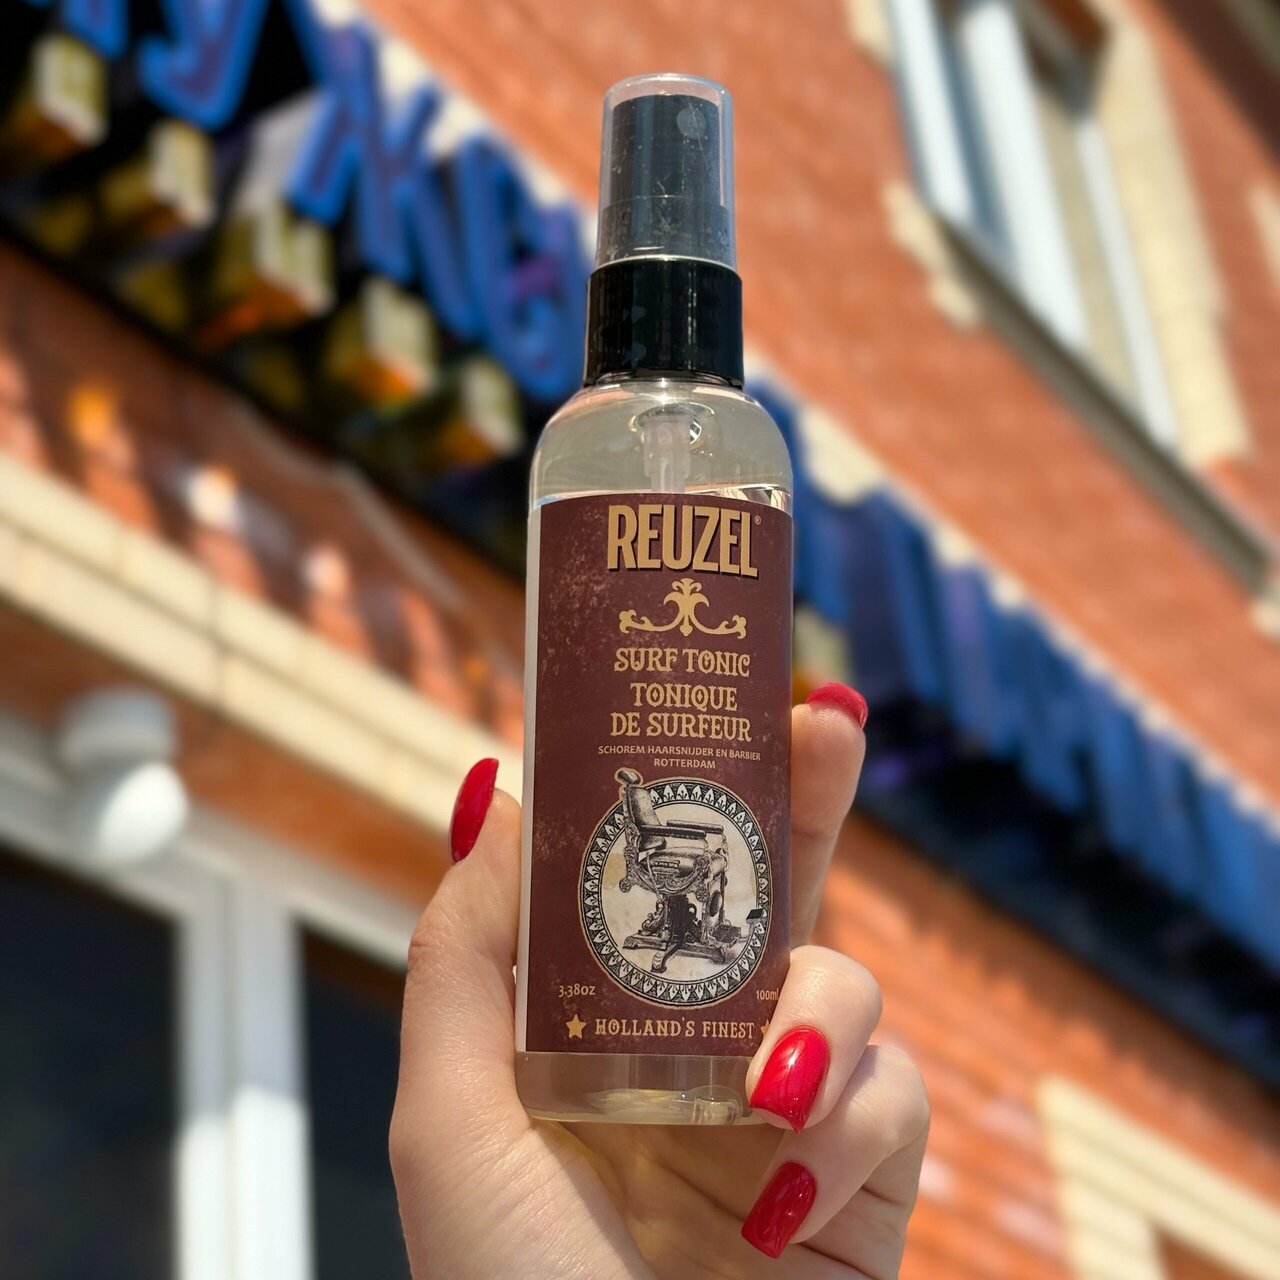 REUZEL®
SURF TONIC
TONIQUE
DE SURFEUR
SCHOREM HAARSNIJDER EN BARBIER
ROTTERDAM
3.38oz 100ml
HOLLAND'S FINEST